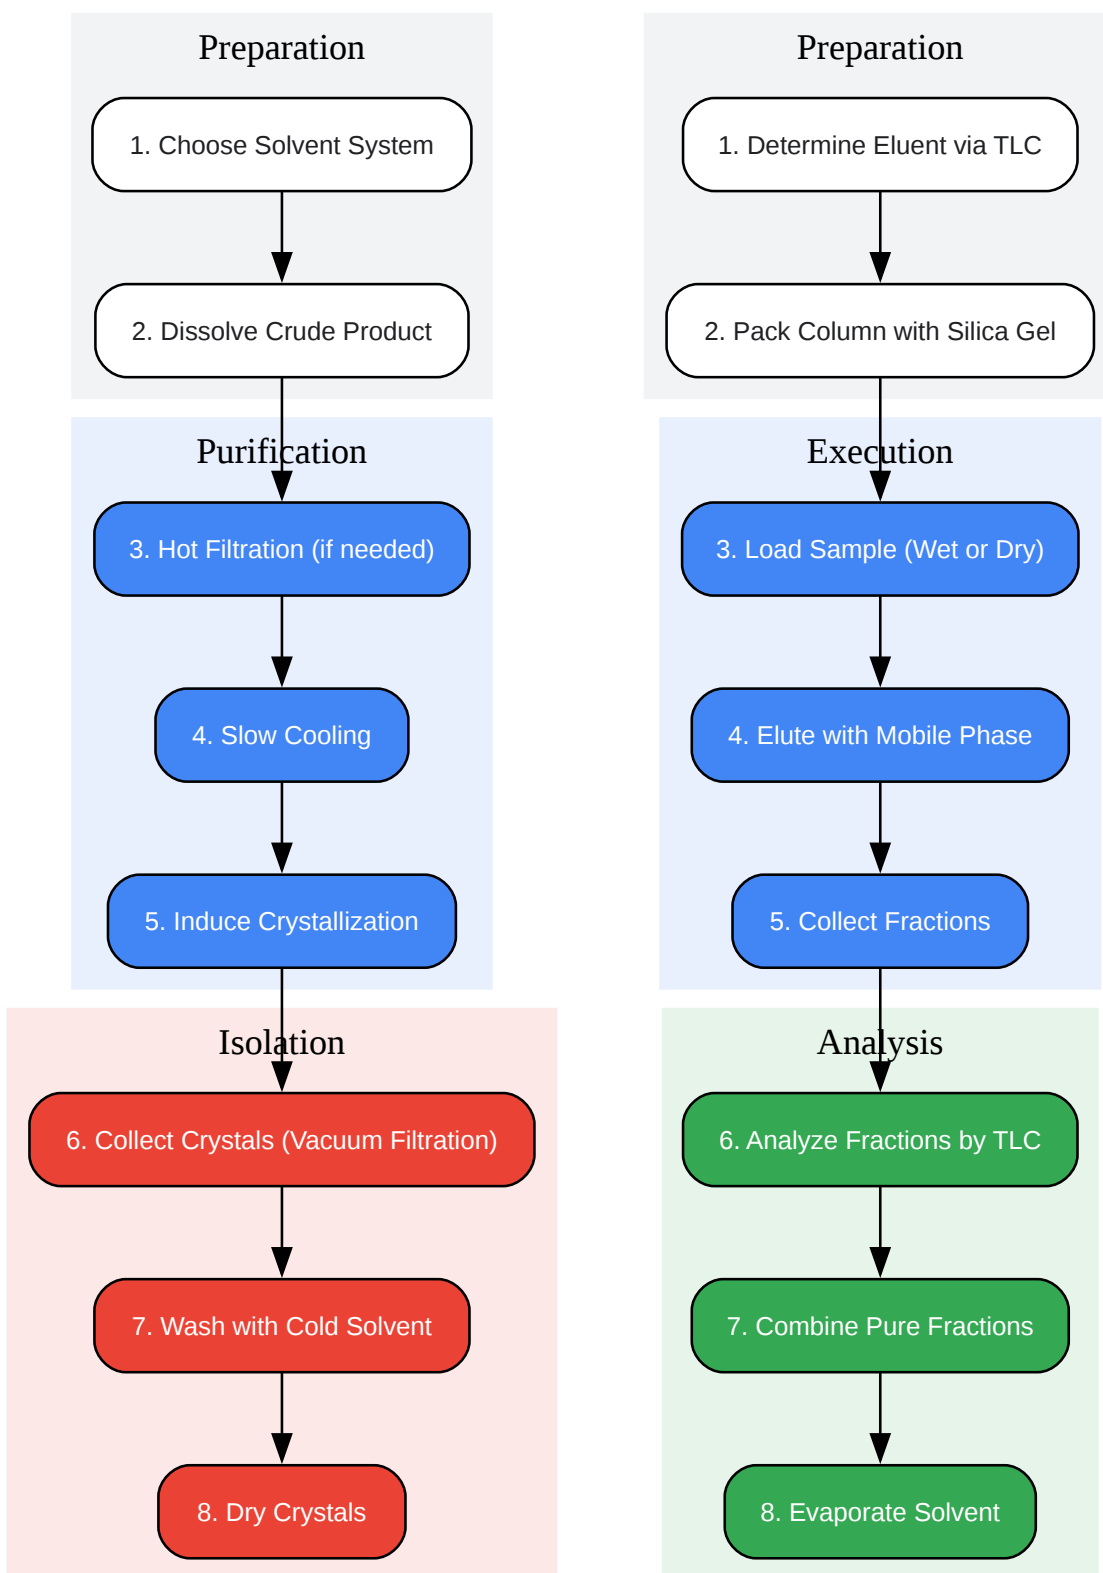 Preparation
1. Choose Solvent System
2. Dissolve Crude Product
Purification
3. Hot Filtration (if needed)
4. Slow Cooling
5. Induce Crystallization
Isolation
6. Collect Crystals (Vacuum Filtration)
7. Wash with Cold Solvent
8. Dry Crystals
Preparation
1. Determine Eluent via TLC
2. Pack Column with Silica Gel
Execution
3. Load Sample (Wet or Dry)
4. Elute with Mobile Phase
5. Collect Fractions
Analysis
6. Analyze Fractions by TLC
7. Combine Pure Fractions
8. Evaporate Solvent